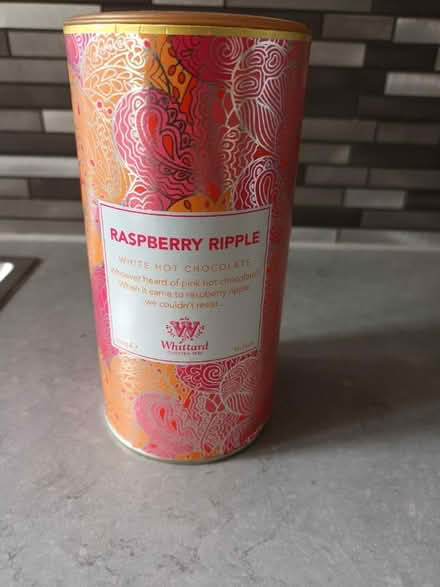 RASPBERRY RIPPLE
WHITE HOT CHOCOLATE
Whoever heard of pink hot chocolate?
When it came to raspberry ripple,
we couldn't resist...
W
Whittard